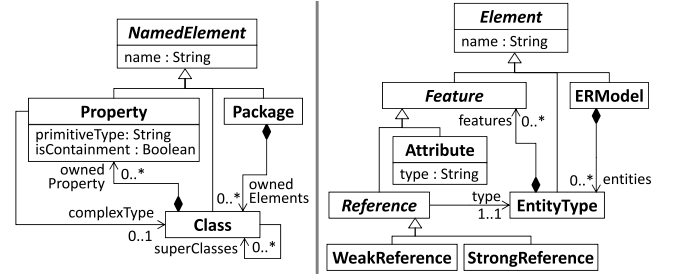 NamedElement
name : String
Property
primitiveType: String
isContainment : Boolean
Package
owned
Property
0..*
0..*
owned
Elements
complexType
0..1
Class
superClasses
0..*
Element
name : String
Feature
ERModel
features
0..*
Attribute
type : String
0..*
entities
Reference
type
1..1
EntityType
WeakReference
StrongReference